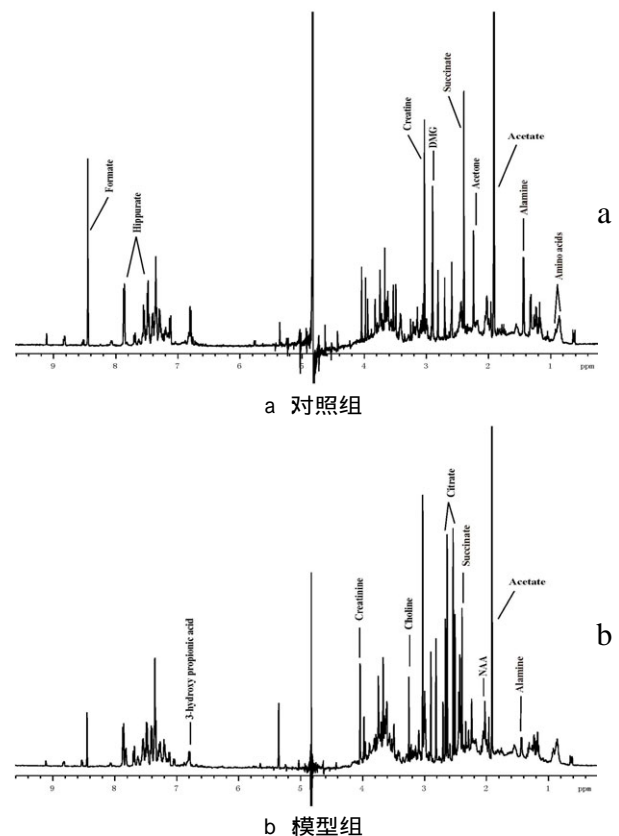 Formate
Hippurate
Creatine
DMG
Succinate
Acetone
Acetate
Alamine
Amino acids
a
9 8 7 6 5 4 3 2 1 ppm
a 对照组
3-hydroxy propionic acid
Creatinine
Choline
Citrate
Succinate
NAA
Acetate
Alamine
b
9 8 7 6 5 4 3 2 1 ppm
b 模型组